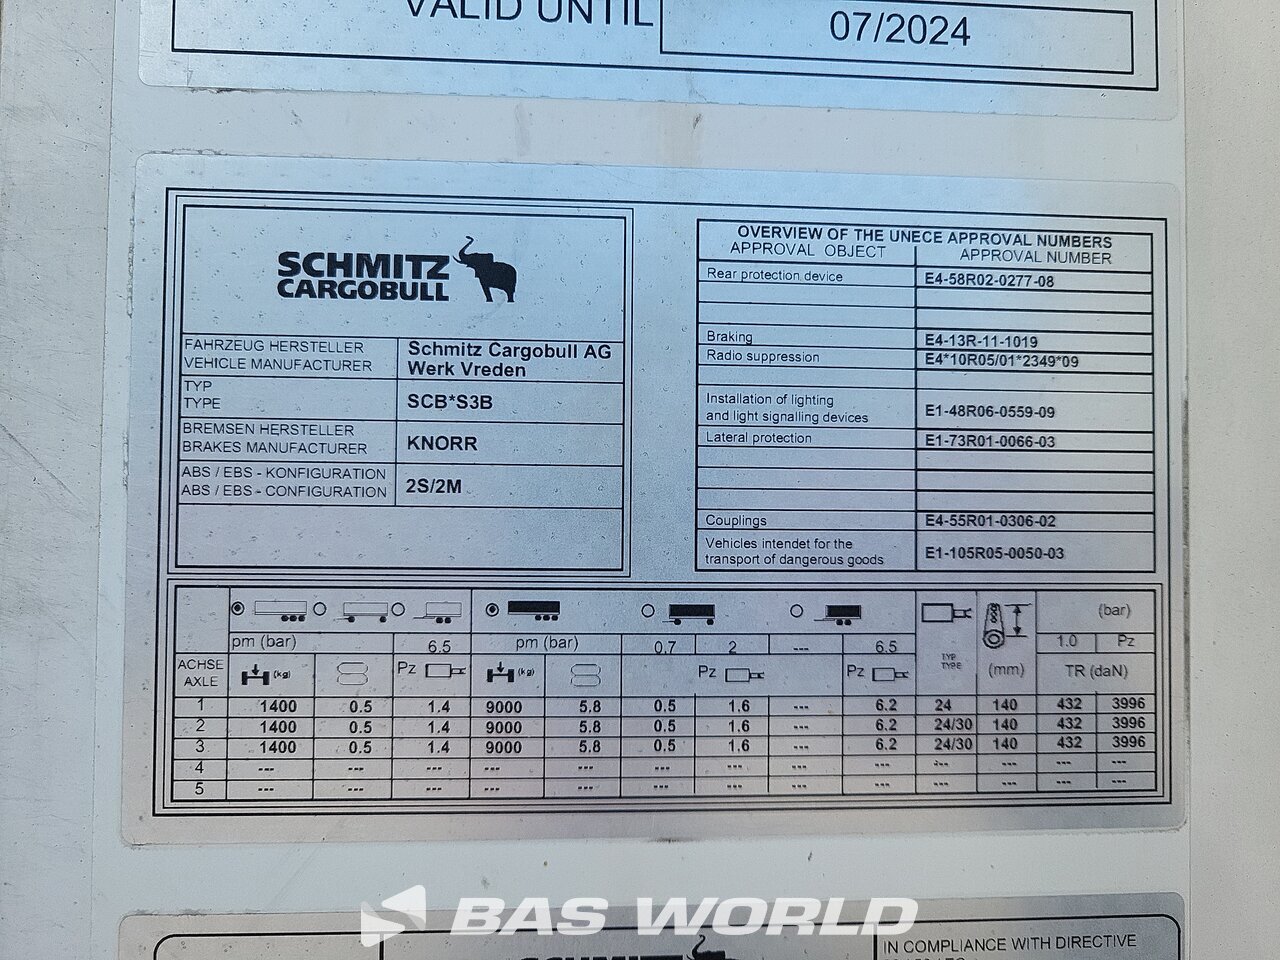 VALID UNTIL 07/2024
SCHMITZ
CARGOBULL
FAHRZEUG HERSTELLER
VEHICLE MANUFACTURER
Schmitz Cargobull AG
Werk Vreden
TYP
TYPE
SCB*S3B
BREMSEN HERSTELLER
BRAKES MANUFACTURER
KNORR
ABS / EBS - KONFIGURATION
ABS / EBS - CONFIGURATION
2S/2M
OVERVIEW OF THE UNECE APPROVAL NUMBERS
APPROVAL OBJECT APPROVAL NUMBER
Rear protection device E4-58R02-0277-08
Braking E4-13R-11-1019
Radio suppression E4*10R05/01*2349*09
Installation of lighting
and light signalling devices E1-48R06-0559-09
Lateral protection E1-73R01-0066-03
Couplings E4-55R01-0306-02
Vehicles intendet for the
transport of dangerous goods E1-105R05-0050-03
(bar)
pm (bar) 6.5 pm (bar) 0.7 2 --- 6.5 1.0 Pz
ACHSE
AXLE
(kg) Pz (kg) Pz Pz TYP
TYPE (mm) TR (daN)
1 1400 0.5 1.4 9000 5.8 0.5 1.6 --- 6.2 24 140 432 3996
2 1400 0.5 1.4 9000 5.8 0.5 1.6 --- 6.2 24/30 140 432 3996
3 1400 0.5 1.4 9000 5.8 0.5 1.6 --- 6.2 24/30 140 432 3996
4 --- --- --- --- --- --- --- --- --- --- --- --- ---
5 --- --- --- --- --- --- --- --- --- --- --- --- ---
BAS WORLD
IN COMPLIANCE WITH DIRECTIVE